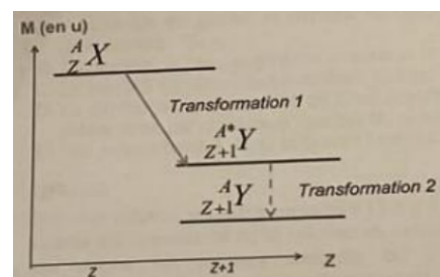 M (en u)
A
Z X
Transformation 1
A*
Z+1 Y
A
Z+1 Y
Transformation 2
Z Z+1 Z